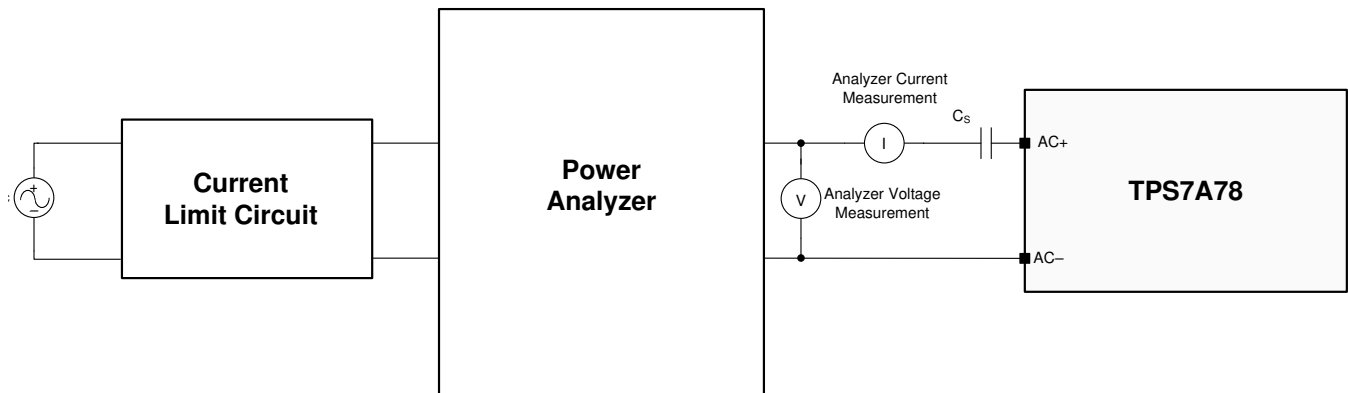 Current
Limit Circuit
Power
Analyzer
Analyzer Current
Measurement
I
V
Analyzer Voltage
Measurement
CS
AC+
AC–
TPS7A78